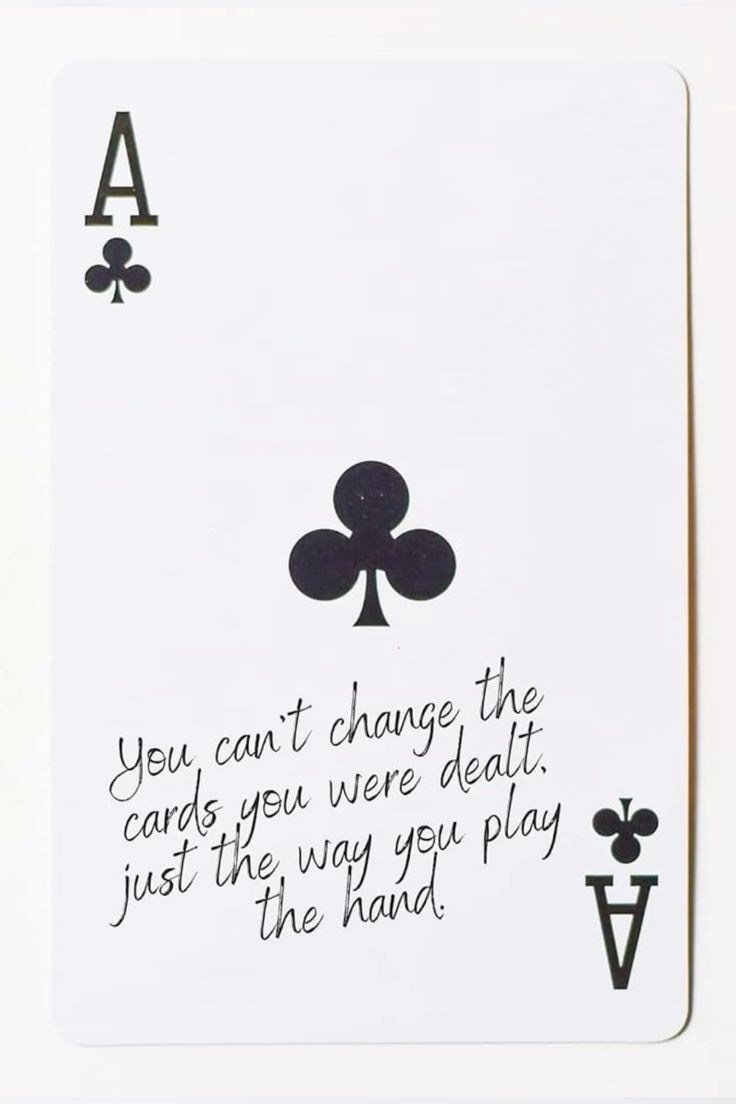 A
You can't change the
cards you were dealt.
just the way you play
the hand.
A